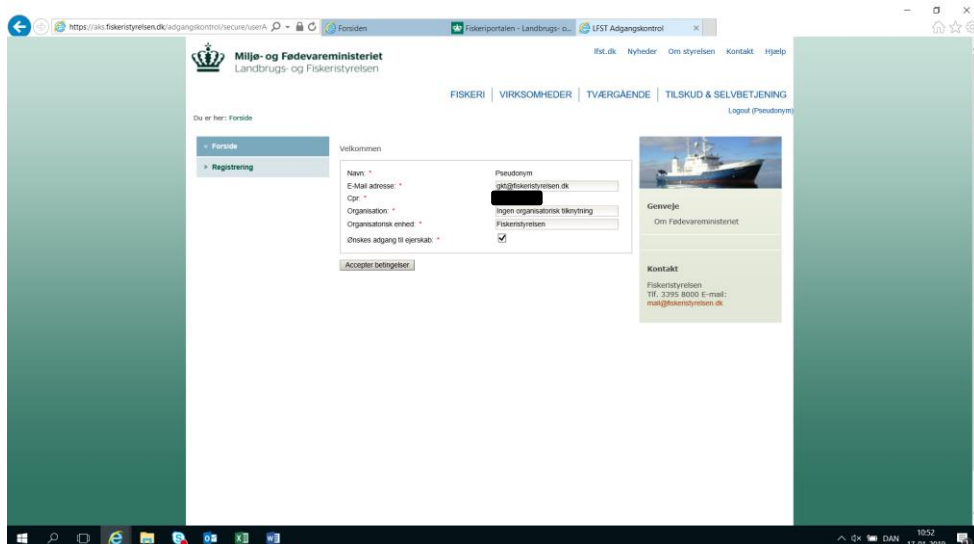 https://aks.fiskeristyrelsen.dk/adgangskontrol/secure/userA
Forsiden
Fiskeriportalen - Landbrugs- o...
LFST Adgangskontrol
Miljø- og Fødevareministeriet
Landbrugs- og Fiskeristyrelsen
lfst.dk Nyheder Om styrelsen Kontakt Hjælp
FISKERI VIRKSOMHEDER TVÆRGÅENDE TILSKUD & SELVBETJENING
Logout (Pseudonym)
Du er her: Forside
Forside
Registrering
Velkommen
Navn: * Pseudonym
E-Mail adresse: * gkt@fiskeristyrelsen.dk
Cpr: *
Organisation: * Ingen organisatorisk tilknytning
Organisatorisk enhed: * Fiskeristyrelsen
Ønskes adgang til ejerskab: *
Accepter betingelser
Genveje
Om Fødevareministeriet
Kontakt
Fiskeristyrelsen
Tlf. 3395 8000 E-mail:
mail@fiskeristyrelsen.dk
DAN
10:52
17-01-2019